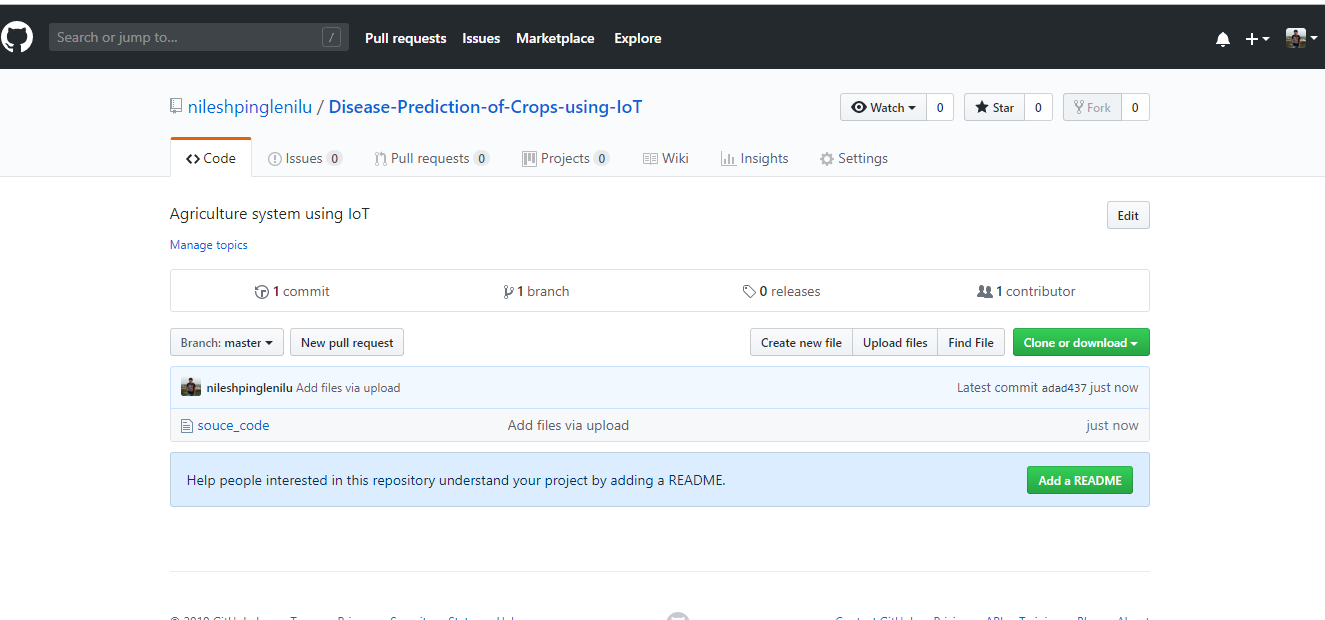 Search or jump to... / Pull requests Issues Marketplace Explore
nileshpinglenilu / Disease-Prediction-of-Crops-using-IoT Watch 0 Star 0 Fork 0
Code Issues 0 Pull requests 0 Projects 0 Wiki Insights Settings
Agriculture system using IoT Edit
Manage topics
1 commit 1 branch 0 releases 1 contributor
Branch: master New pull request Create new file Upload files Find File Clone or download
nileshpinglenilu Add files via upload Latest commit adad437 just now
souce_code Add files via upload just now
Help people interested in this repository understand your project by adding a README. Add a README